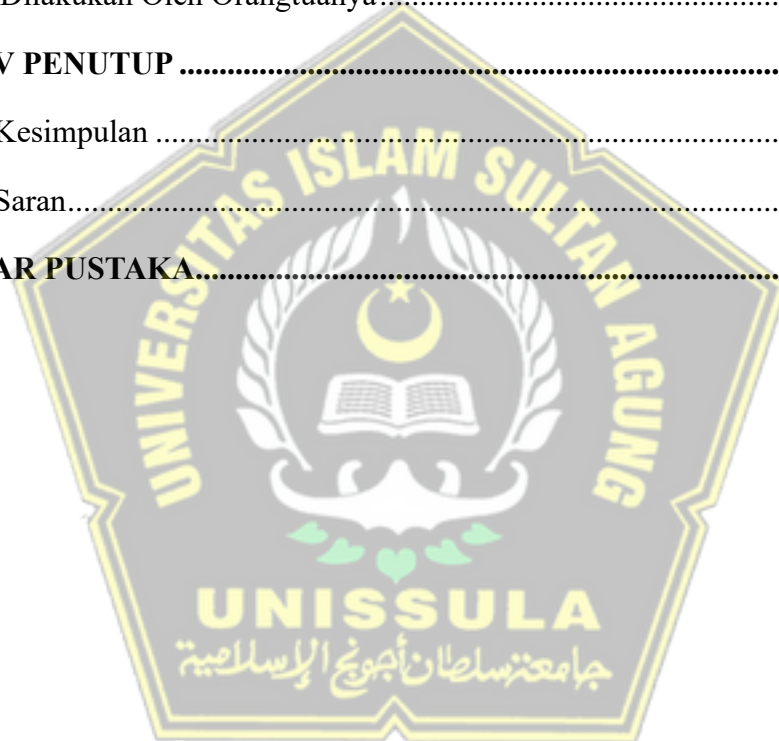 Dilakukan Oleh Orangtuanya..........................................................
V PENUTUP ..............................................................................
Kesimpulan ................................................................................
Saran...........................................................................................
AR PUSTAKA...........................................................................
UNIVERSITAS ISLAM SULTAN AGUNG
UNISSULA
جامعة سلطان أجونج الإسلامية